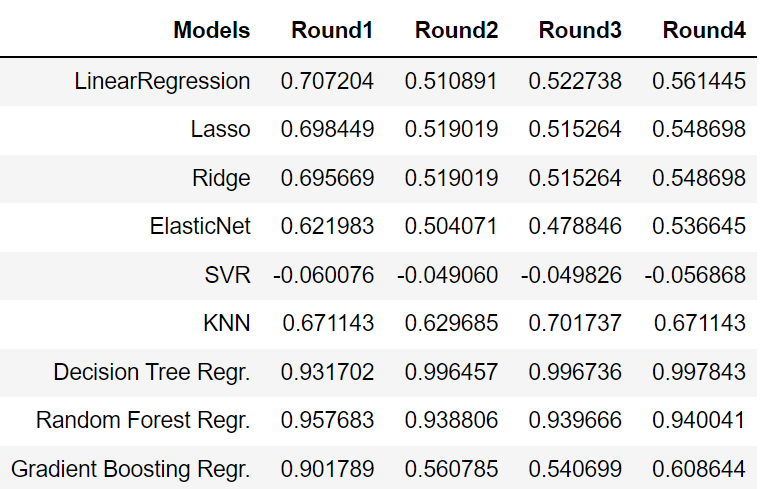 Models Round1 Round2 Round3 Round4
LinearRegression 0.707204 0.510891 0.522738 0.561445
Lasso 0.698449 0.519019 0.515264 0.548698
Ridge 0.695669 0.519019 0.515264 0.548698
ElasticNet 0.621983 0.504071 0.478846 0.536645
SVR -0.060076 -0.049060 -0.049826 -0.056868
KNN 0.671143 0.629685 0.701737 0.671143
Decision Tree Regr. 0.931702 0.996457 0.996736 0.997843
Random Forest Regr. 0.957683 0.938806 0.939666 0.940041
Gradient Boosting Regr. 0.901789 0.560785 0.540699 0.608644